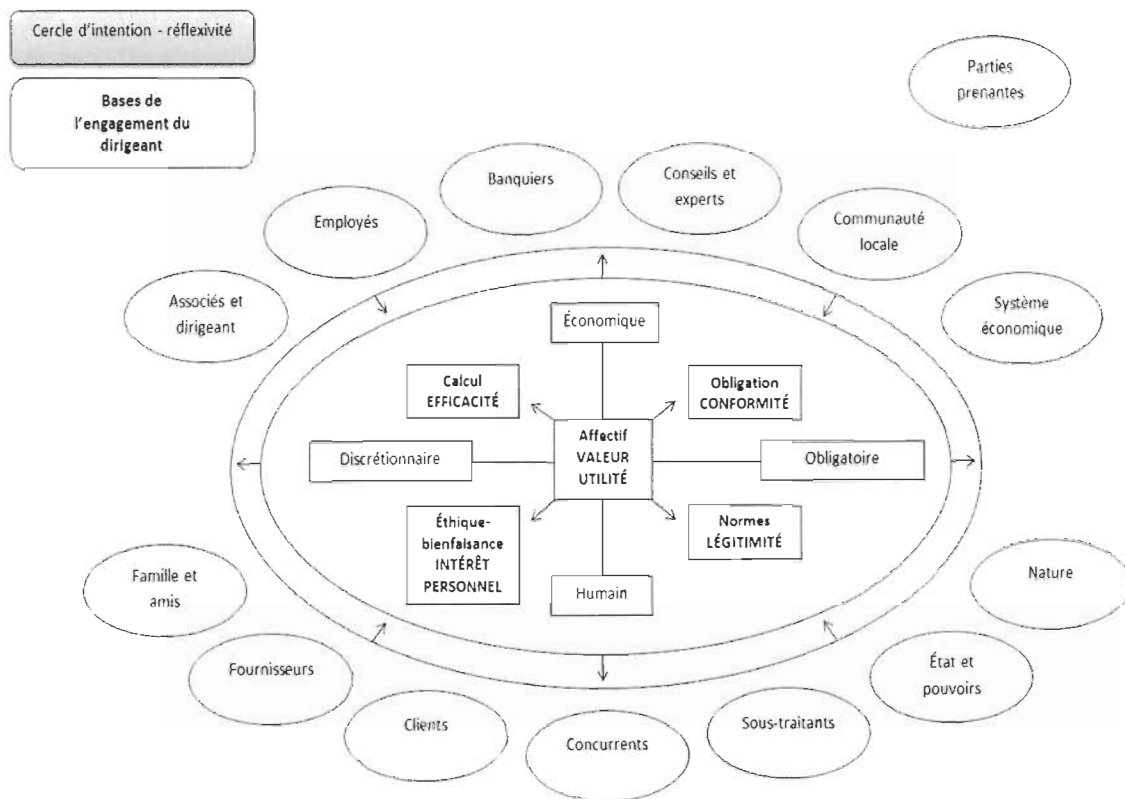 Cercle d'intention - réflexivité
Bases de
l'engagement du
dirigeant
Parties
prenantes
Banquiers
Conseils et
experts
Employés
Communauté
locale
Associés et
dirigeant
Système
économique
Économique
Calcul
EFFICACITÉ
Obligation
CONFORMITÉ
Affectif
VALEUR
UTILITÉ
Discrétionnaire
Obligatoire
Éthique-
bienfaisance
INTÉRÊT
PERSONNEL
Normes
LÉGITIMITÉ
Humain
Famille et
amis
Nature
Fournisseurs
État et
pouvoirs
Clients
Sous-traitants
Concurrents